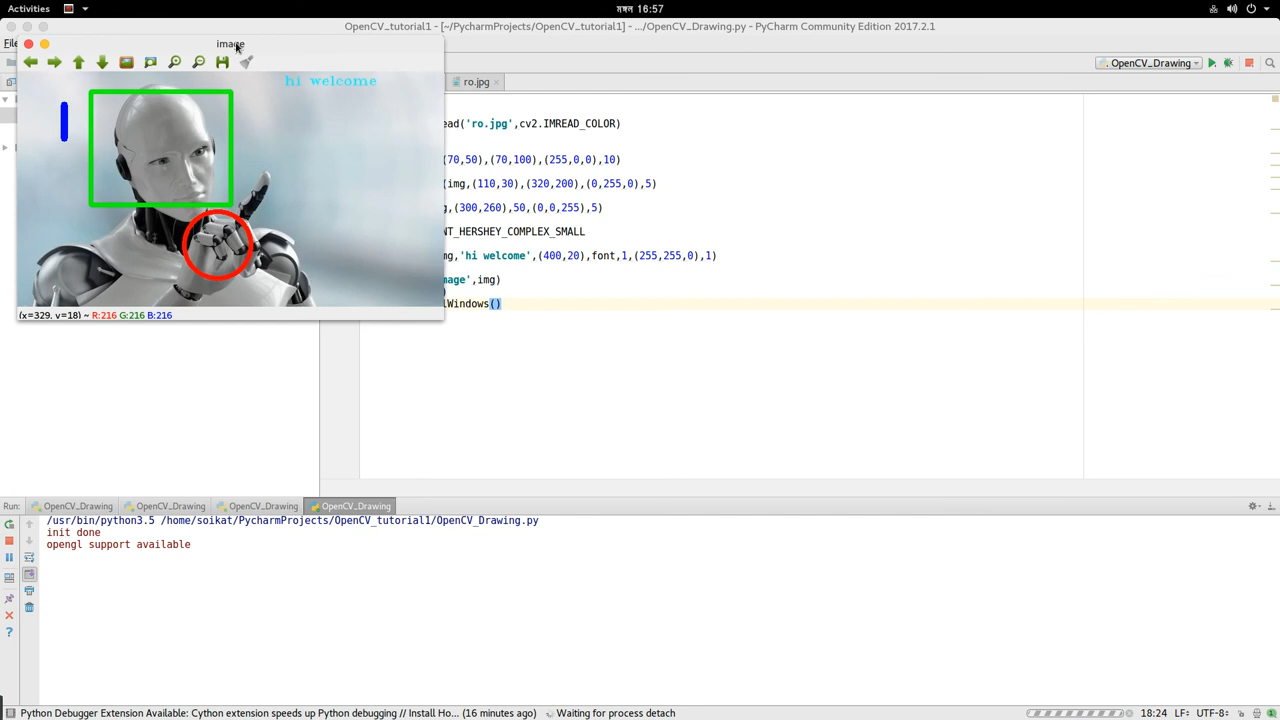 Activities
মঙ্গল 16:57
OpenCV_tutorial1 - [~/PycharmProjects/OpenCV_tutorial1] - .../OpenCV_Drawing.py - PyCharm Community Edition 2017.2.1
image
OpenCV_Drawing
ro.jpg
hi welcome
ead('ro.jpg',cv2.IMREAD_COLOR)
(70,50),(70,100),(255,0,0),10)
(img,(110,30),(320,200),(0,255,0),5)
g,(300,260),50,(0,0,255),5)
NT_HERSHEY_COMPLEX_SMALL
mg,'hi welcome',(400,20),font,1,(255,255,0),1)
mage',img)
)
lWindows()
(x=329, y=18) ~ R:216 G:216 B:216
Run: OpenCV_Drawing OpenCV_Drawing OpenCV_Drawing OpenCV_Drawing
/usr/bin/python3.5 /home/soikat/PycharmProjects/OpenCV_tutorial1/OpenCV_Drawing.py
init done
opengl support available
Python Debugger Extension Available: Cython extension speeds up Python debugging // Install Ho... (16 minutes ago) Waiting for process detach 18:24 LF÷ UTF-8÷ 1